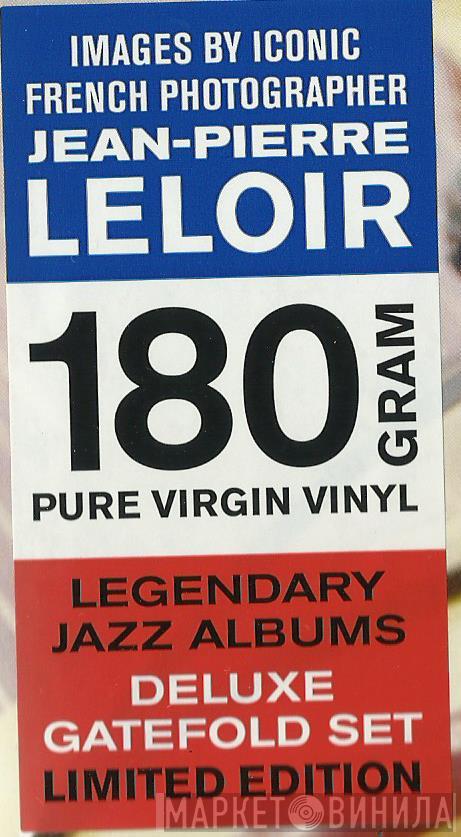 IMAGES BY ICONIC
FRENCH PHOTOGRAPHER
JEAN-PIERRE
LELOIR
180
GRAM
PURE VIRGIN VINYL
LEGENDARY
JAZZ ALBUMS
DELUXE
GATEFOLD SET
LIMITED EDITION
МАРКЕТ ВИНИЛА